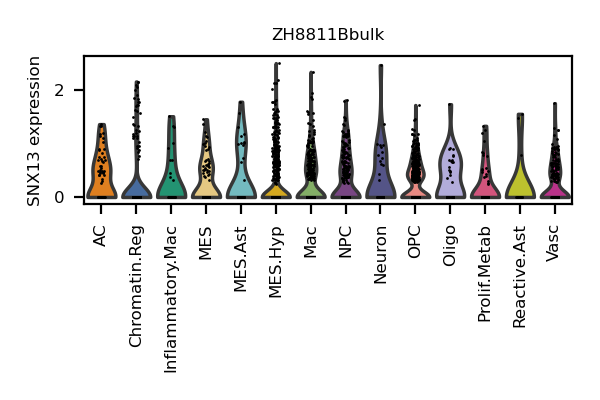 ZH8811Bbulk
SNX13 expression
2
0
AC
Chromatin.Reg
Inflammatory.Mac
MES
MES.Ast
MES.Hyp
Mac
NPC
Neuron
OPC
Oligo
Prolif.Metab
Reactive.Ast
Vasc